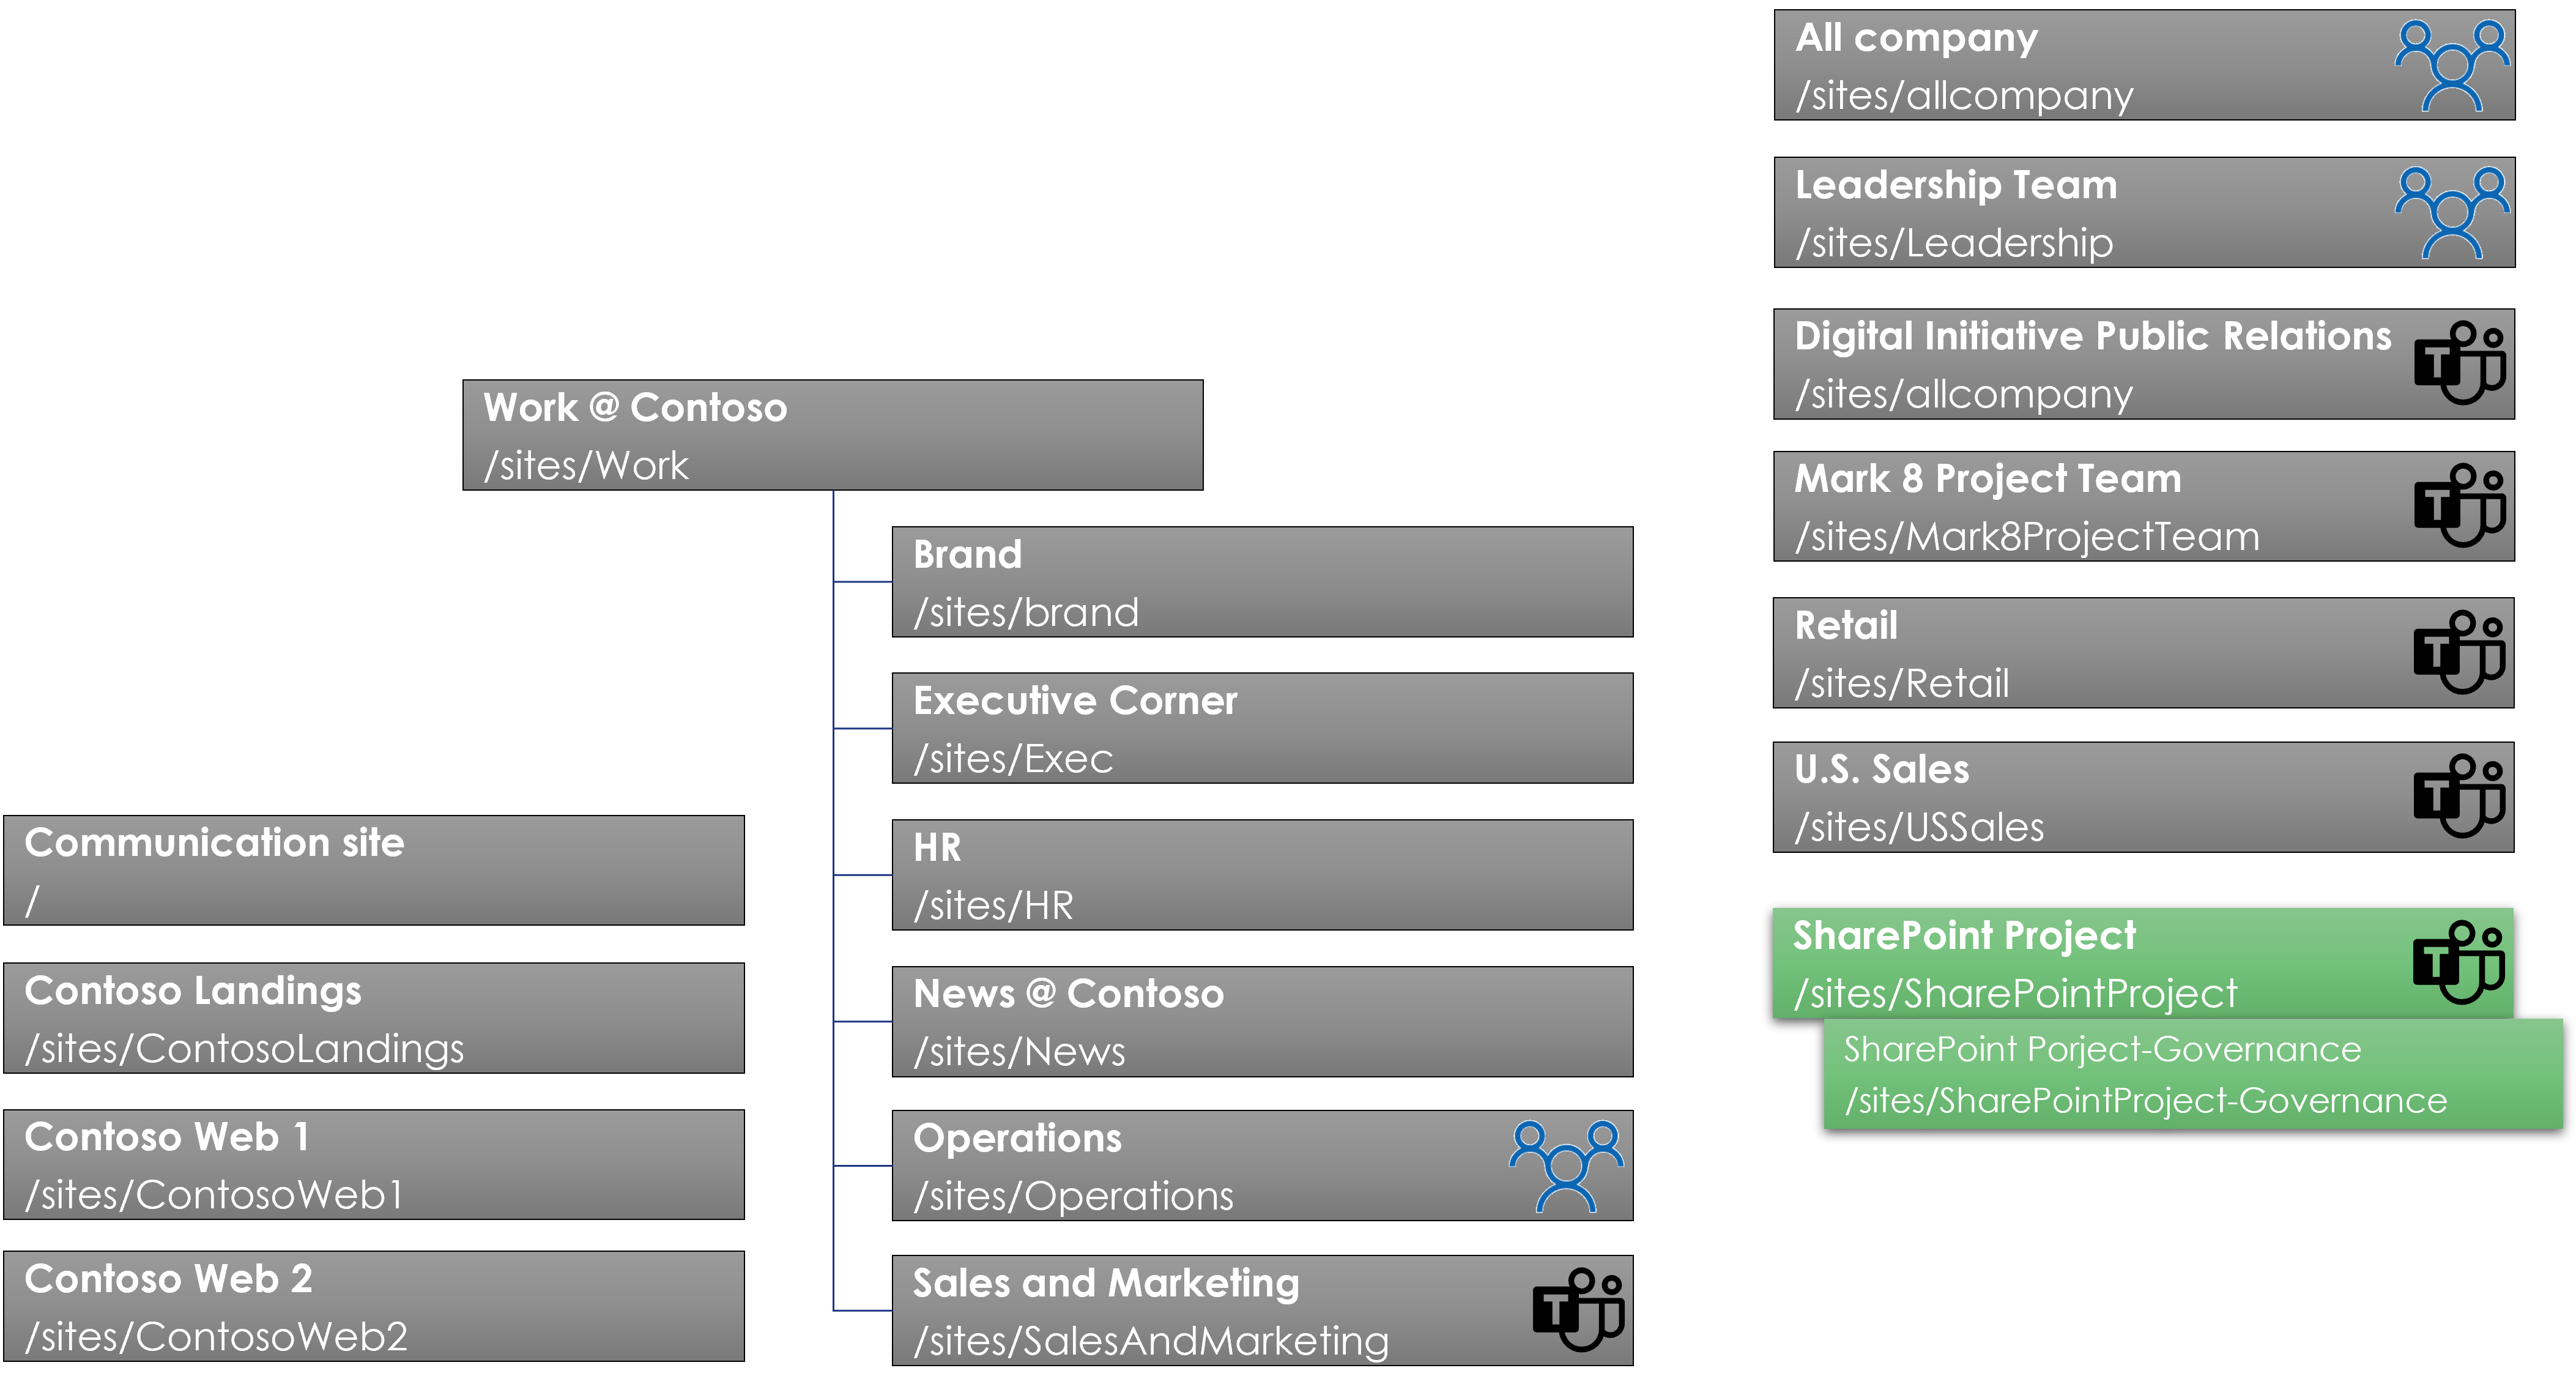 Work @ Contoso
/sites/Work
Brand
/sites/brand
Executive Corner
/sites/Exec
HR
/sites/HR
News @ Contoso
/sites/News
Operations
/sites/Operations
Sales and Marketing
/sites/SalesAndMarketing
Communication site
/
Contoso Landings
/sites/ContosoLandings
Contoso Web 1
/sites/ContosoWeb1
Contoso Web 2
/sites/ContosoWeb2
All company
/sites/allcompany
Leadership Team
/sites/Leadership
Digital Initiative Public Relations
/sites/allcompany
Mark 8 Project Team
/sites/Mark8ProjectTeam
Retail
/sites/Retail
U.S. Sales
/sites/USSales
SharePoint Project
/sites/SharePointProject
SharePoint Porject-Governance
/sites/SharePointProject-Governance